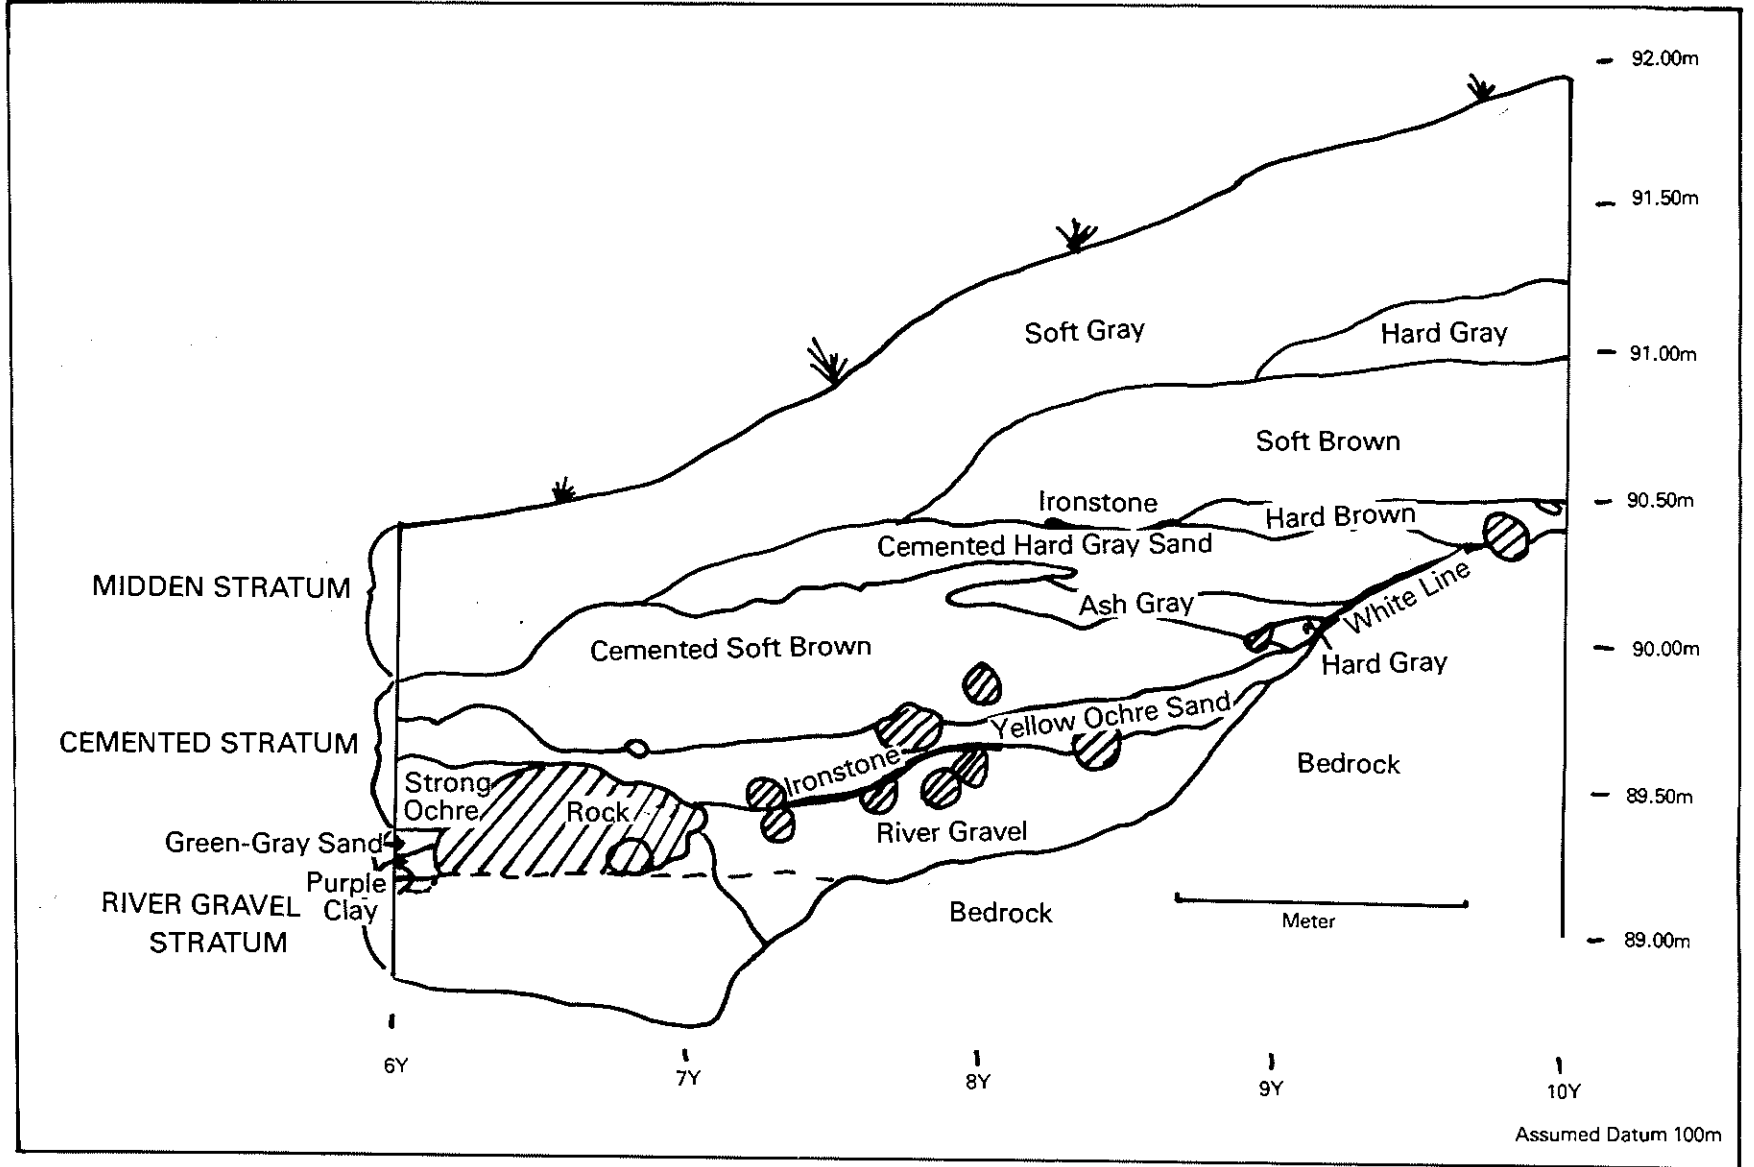 92.00m
91.50m
Soft Gray
Hard Gray
91.00m
Soft Brown
Ironstone
90.50m
Hard Brown
Cemented Hard Gray Sand
MIDDEN STRATUM
Ash Gray
White Line
Cemented Soft Brown
90.00m
Hard Gray
Yellow Ochre Sand
CEMENTED STRATUM
Ironstone
Bedrock
Strong
Ochre
Rock
89.50m
River Gravel
Green-Gray Sand
Purple
Clay
RIVER GRAVEL
STRATUM
Bedrock
Meter
89.00m
6Y
7Y
8Y
9Y
10Y
Assumed Datum 100m